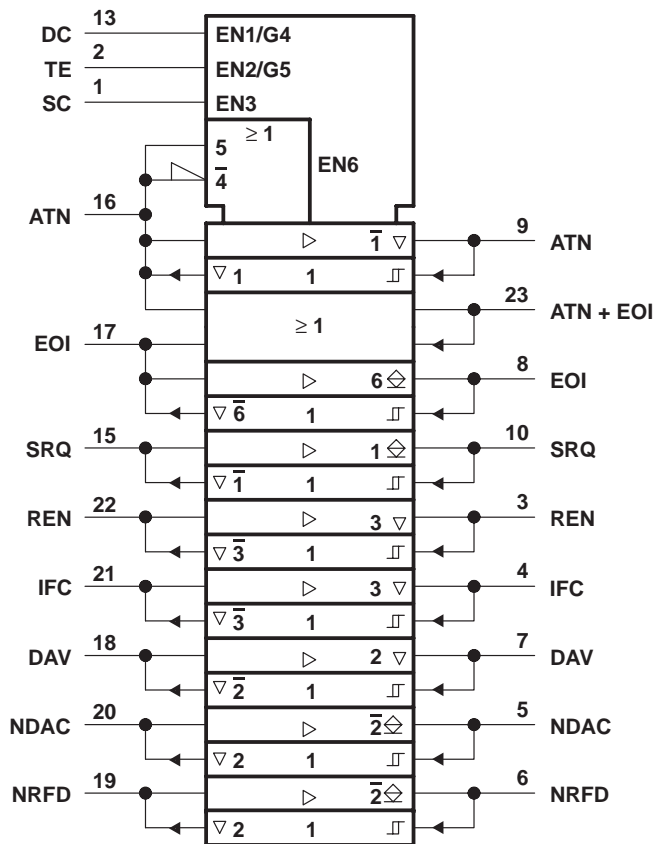 DC 13 EN1/G4
TE 2 EN2/G5
SC 1 EN3
≥ 1
5
EN6
4̅
ATN 16
▷ 1̅ ▽ 9 ATN
▽ 1 1
≥ 1 23 ATN + EOI
EOI 17
▷ 6 8 EOI
▽ 6̅ 1
SRQ 15 ▷ 1 10 SRQ
▽ 1̅ 1
REN 22 ▷ 3 ▽ 3 REN
▽ 3̅ 1
IFC 21 ▷ 3 ▽ 4 IFC
▽ 3̅ 1
DAV 18 ▷ 2 ▽ 7 DAV
▽ 2̅ 1
NDAC 20 ▷ 2̅ 5 NDAC
▽ 2 1
NRFD 19 ▷ 2̅ 6 NRFD
▽ 2 1